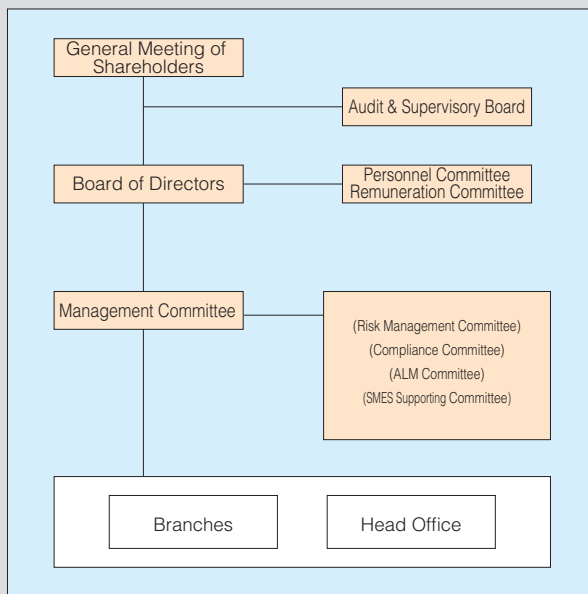 General Meeting of
Shareholders
Audit & Supervisory Board
Board of Directors
Personnel Committee
Remuneration Committee
Management Committee
(Risk Management Committee)
(Compliance Committee)
(ALM Committee)
(SMES Supporting Committee)
Branches
Head Office